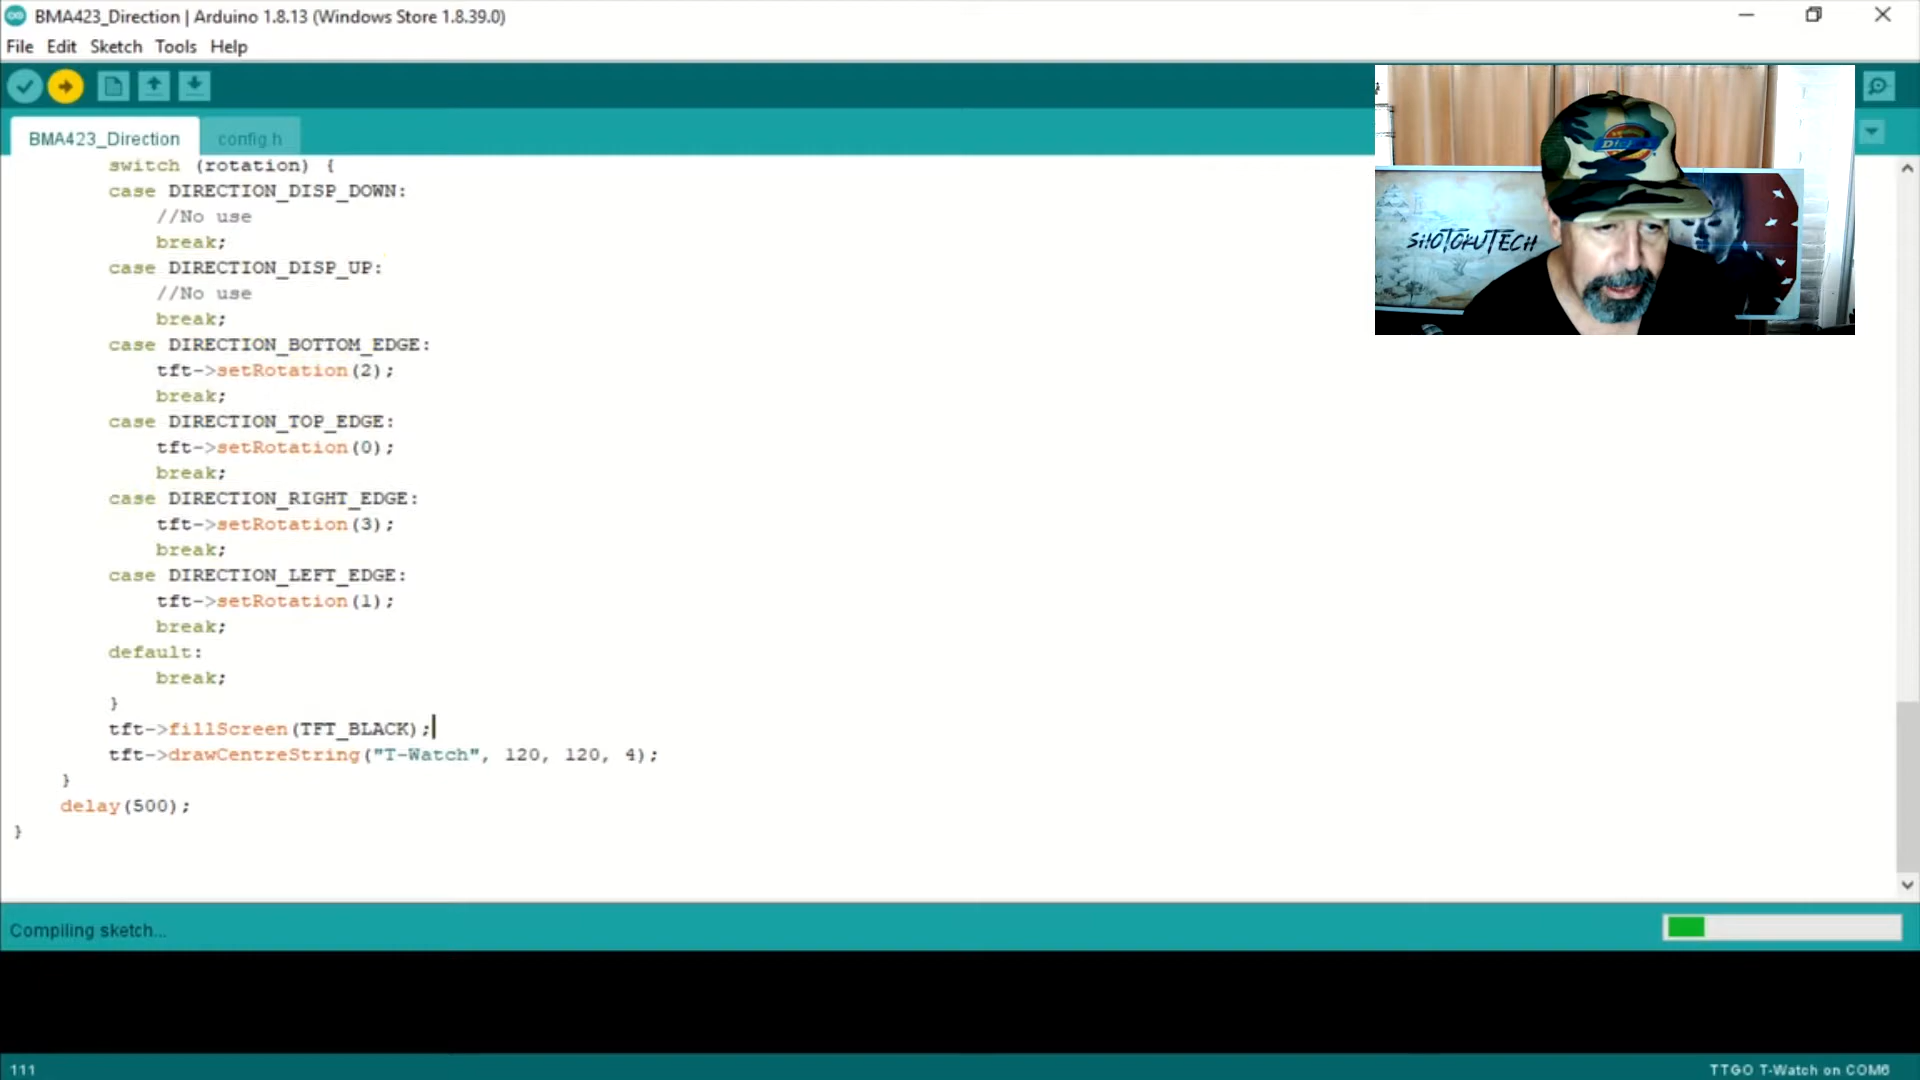 BMA423_Direction | Arduino 1.8.13 (Windows Store 1.8.39.0)
File Edit Sketch Tools Help
BMA423_Direction config.h
switch (rotation) {
case DIRECTION_DISP_DOWN:
//No use
break;
case DIRECTION_DISP_UP:
//No use
break;
case DIRECTION_BOTTOM_EDGE:
tft->setRotation(2);
break;
case DIRECTION_TOP_EDGE:
tft->setRotation(0);
break;
case DIRECTION_RIGHT_EDGE:
tft->setRotation(3);
break;
case DIRECTION_LEFT_EDGE:
tft->setRotation(1);
break;
default:
break;
}
tft->fillScreen(TFT_BLACK);
tft->drawCentreString("T-Watch", 120, 120, 4);
}
delay(500);
}
Dickies
SHOTOKUTECH
Compiling sketch...
111
TTGO T-Watch on COM6